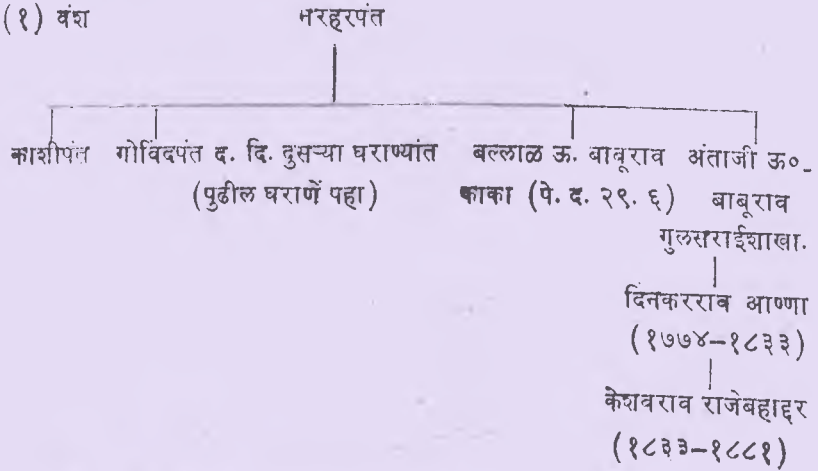 (१) वंश नरहरपंत
काशीपंत गोविंदपंत द. दि. दुसऱ्या घराण्यांत बल्लाळ ऊ. बाबूराव अंताजी ऊ०
(पुढील घराणें पहा) काका (पे. द. २९. ६) बाबूराव
गुलसराईशाखा.
दिनकरराव आण्णा
(१७७४–१८३३)
केशवराव राजेबहाद्दर
(१८३३–१८८१)